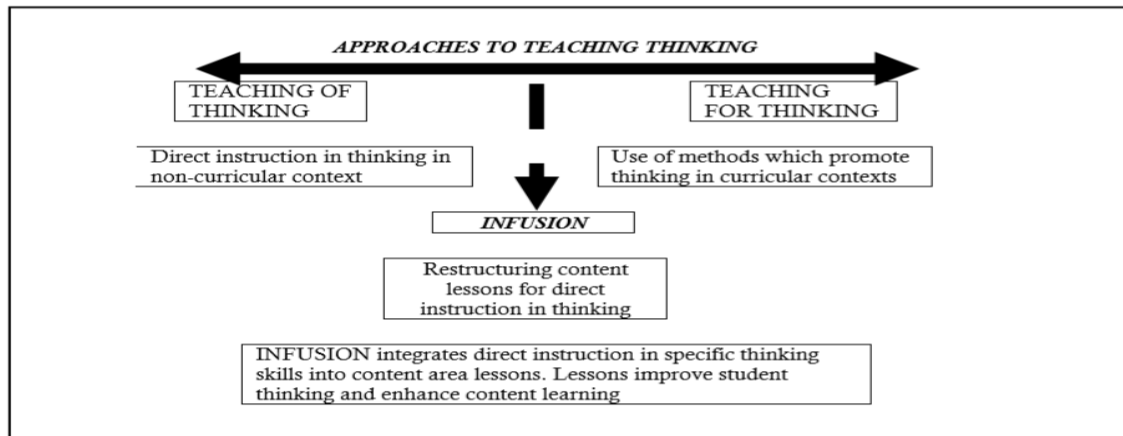 APPROACHES TO TEACHING THINKING
TEACHING OF
THINKING
TEACHING
FOR THINKING
Direct instruction in thinking in
non-curricular context
Use of methods which promote
thinking in curricular contexts
INFUSION
Restructuring content
lessons for direct
instruction in thinking
INFUSION integrates direct instruction in specific thinking
skills into content area lessons. Lessons improve student
thinking and enhance content learning